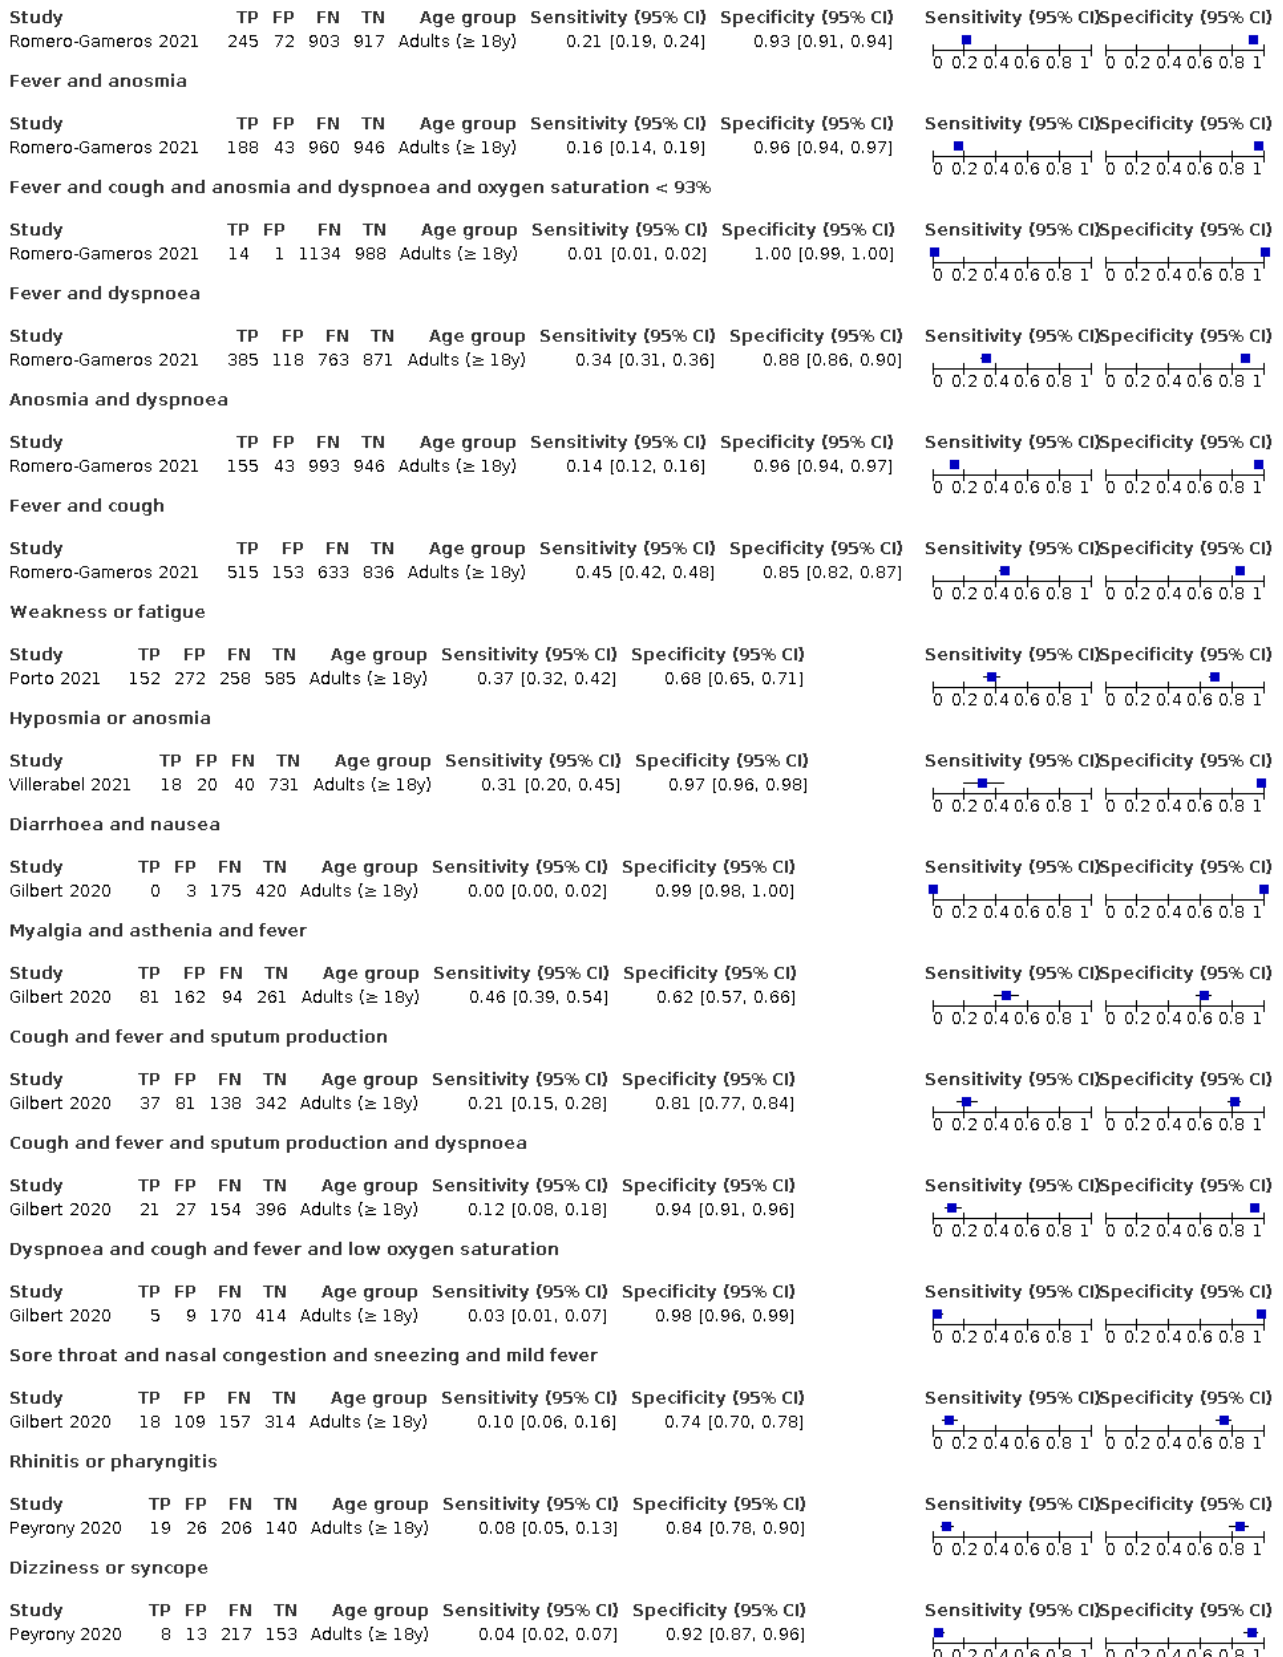 Study TP FP FN TN Age group Sensitivity (95% CI) Specificity (95% CI) Sensitivity (95% CI) Specificity (95% CI)
Romero-Gameros 2021 245 72 903 917 Adults (≥ 18y) 0.21 [0.19, 0.24] 0.93 [0.91, 0.94]
0 0.2 0.4 0.6 0.8 1 0 0.2 0.4 0.6 0.8 1
Fever and anosmia
Study TP FP FN TN Age group Sensitivity (95% CI) Specificity (95% CI) Sensitivity (95% CI) Specificity (95% CI)
Romero-Gameros 2021 188 43 960 946 Adults (≥ 18y) 0.16 [0.14, 0.19] 0.96 [0.94, 0.97]
0 0.2 0.4 0.6 0.8 1 0 0.2 0.4 0.6 0.8 1
Fever and cough and anosmia and dyspnoea and oxygen saturation < 93%
Study TP FP FN TN Age group Sensitivity (95% CI) Specificity (95% CI) Sensitivity (95% CI) Specificity (95% CI)
Romero-Gameros 2021 14 1 1134 988 Adults (≥ 18y) 0.01 [0.01, 0.02] 1.00 [0.99, 1.00]
0 0.2 0.4 0.6 0.8 1 0 0.2 0.4 0.6 0.8 1
Fever and dyspnoea
Study TP FP FN TN Age group Sensitivity (95% CI) Specificity (95% CI) Sensitivity (95% CI) Specificity (95% CI)
Romero-Gameros 2021 385 118 763 871 Adults (≥ 18y) 0.34 [0.31, 0.36] 0.88 [0.86, 0.90]
0 0.2 0.4 0.6 0.8 1 0 0.2 0.4 0.6 0.8 1
Anosmia and dyspnoea
Study TP FP FN TN Age group Sensitivity (95% CI) Specificity (95% CI) Sensitivity (95% CI) Specificity (95% CI)
Romero-Gameros 2021 155 43 993 946 Adults (≥ 18y) 0.14 [0.12, 0.16] 0.96 [0.94, 0.97]
0 0.2 0.4 0.6 0.8 1 0 0.2 0.4 0.6 0.8 1
Fever and cough
Study TP FP FN TN Age group Sensitivity (95% CI) Specificity (95% CI) Sensitivity (95% CI) Specificity (95% CI)
Romero-Gameros 2021 515 153 633 836 Adults (≥ 18y) 0.45 [0.42, 0.48] 0.85 [0.82, 0.87]
0 0.2 0.4 0.6 0.8 1 0 0.2 0.4 0.6 0.8 1
Weakness or fatigue
Study TP FP FN TN Age group Sensitivity (95% CI) Specificity (95% CI) Sensitivity (95% CI) Specificity (95% CI)
Porto 2021 152 272 258 585 Adults (≥ 18y) 0.37 [0.32, 0.42] 0.68 [0.65, 0.71]
0 0.2 0.4 0.6 0.8 1 0 0.2 0.4 0.6 0.8 1
Hyposmia or anosmia
Study TP FP FN TN Age group Sensitivity (95% CI) Specificity (95% CI) Sensitivity (95% CI) Specificity (95% CI)
Villerabel 2021 18 20 40 731 Adults (≥ 18y) 0.31 [0.20, 0.45] 0.97 [0.96, 0.98]
0 0.2 0.4 0.6 0.8 1 0 0.2 0.4 0.6 0.8 1
Diarrhoea and nausea
Study TP FP FN TN Age group Sensitivity (95% CI) Specificity (95% CI) Sensitivity (95% CI) Specificity (95% CI)
Gilbert 2020 0 3 175 420 Adults (≥ 18y) 0.00 [0.00, 0.02] 0.99 [0.98, 1.00]
0 0.2 0.4 0.6 0.8 1 0 0.2 0.4 0.6 0.8 1
Myalgia and asthenia and fever
Study TP FP FN TN Age group Sensitivity (95% CI) Specificity (95% CI) Sensitivity (95% CI) Specificity (95% CI)
Gilbert 2020 81 162 94 261 Adults (≥ 18y) 0.46 [0.39, 0.54] 0.62 [0.57, 0.66]
0 0.2 0.4 0.6 0.8 1 0 0.2 0.4 0.6 0.8 1
Cough and fever and sputum production
Study TP FP FN TN Age group Sensitivity (95% CI) Specificity (95% CI) Sensitivity (95% CI) Specificity (95% CI)
Gilbert 2020 37 81 138 342 Adults (≥ 18y) 0.21 [0.15, 0.28] 0.81 [0.77, 0.84]
0 0.2 0.4 0.6 0.8 1 0 0.2 0.4 0.6 0.8 1
Cough and fever and sputum production and dyspnoea
Study TP FP FN TN Age group Sensitivity (95% CI) Specificity (95% CI) Sensitivity (95% CI) Specificity (95% CI)
Gilbert 2020 21 27 154 396 Adults (≥ 18y) 0.12 [0.08, 0.18] 0.94 [0.91, 0.96]
0 0.2 0.4 0.6 0.8 1 0 0.2 0.4 0.6 0.8 1
Dyspnoea and cough and fever and low oxygen saturation
Study TP FP FN TN Age group Sensitivity (95% CI) Specificity (95% CI) Sensitivity (95% CI) Specificity (95% CI)
Gilbert 2020 5 9 170 414 Adults (≥ 18y) 0.03 [0.01, 0.07] 0.98 [0.96, 0.99]
0 0.2 0.4 0.6 0.8 1 0 0.2 0.4 0.6 0.8 1
Sore throat and nasal congestion and sneezing and mild fever
Study TP FP FN TN Age group Sensitivity (95% CI) Specificity (95% CI) Sensitivity (95% CI) Specificity (95% CI)
Gilbert 2020 18 109 157 314 Adults (≥ 18y) 0.10 [0.06, 0.16] 0.74 [0.70, 0.78]
0 0.2 0.4 0.6 0.8 1 0 0.2 0.4 0.6 0.8 1
Rhinitis or pharyngitis
Study TP FP FN TN Age group Sensitivity (95% CI) Specificity (95% CI) Sensitivity (95% CI) Specificity (95% CI)
Peyrony 2020 19 26 206 140 Adults (≥ 18y) 0.08 [0.05, 0.13] 0.84 [0.78, 0.90]
0 0.2 0.4 0.6 0.8 1 0 0.2 0.4 0.6 0.8 1
Dizziness or syncope
Study TP FP FN TN Age group Sensitivity (95% CI) Specificity (95% CI) Sensitivity (95% CI) Specificity (95% CI)
Peyrony 2020 8 13 217 153 Adults (≥ 18y) 0.04 [0.02, 0.07] 0.92 [0.87, 0.96]
0 0.2 0.4 0.6 0.8 1 0 0.2 0.4 0.6 0.8 1